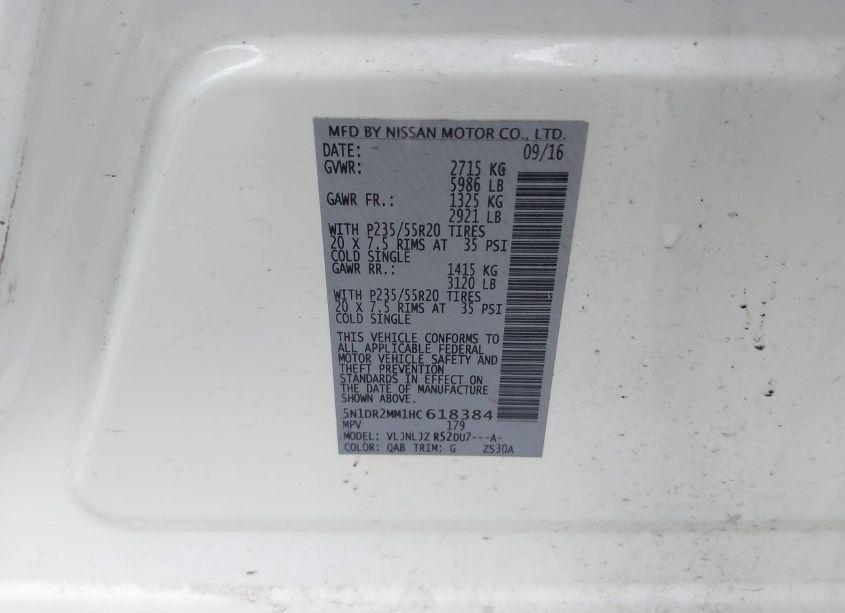 MFD BY NISSAN MOTOR CO., LTD.
DATE: 09/16
GVWR: 2715 KG
5986 LB
GAWR FR.: 1325 KG
2921 LB
WITH P235/55R20 TIRES
20 X 7.5 RIMS AT 35 PSI
COLD SINGLE
GAWR RR.: 1415 KG
3120 LB
WITH P235/55R20 TIRES
20 X 7.5 RIMS AT 35 PSI
COLD SINGLE
THIS VEHICLE CONFORMS TO
ALL APPLICABLE FEDERAL
MOTOR VEHICLE SAFETY AND
THEFT PREVENTION
STANDARDS IN EFFECT ON
THE DATE OF MANUFACTURE
SHOWN ABOVE.
5N1DR2MM1HC618384
MPV 179
MODEL: VLJNLJZ R52DU7---A-
COLOR: QAB TRIM: G ZS30A